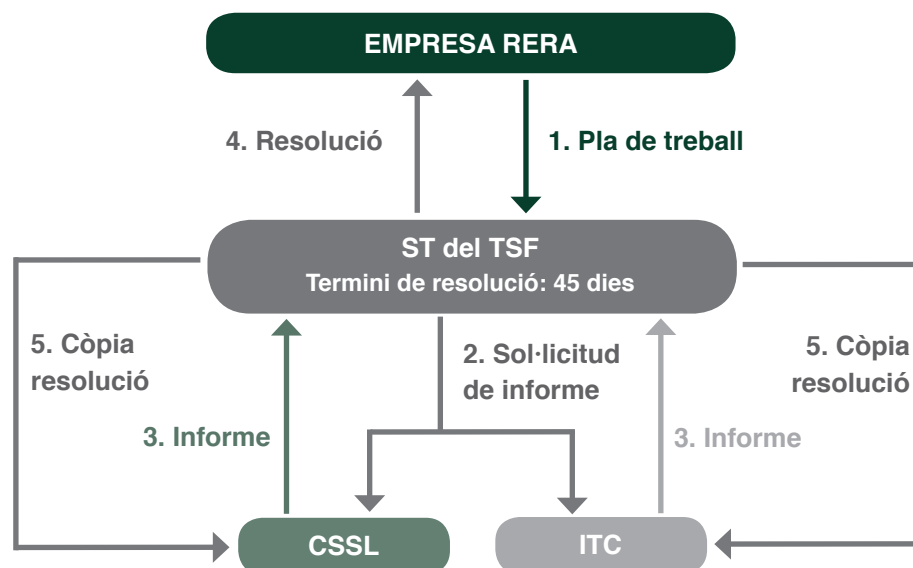 EMPRESA RERA
4. Resolució
1. Pla de treball
ST del TSF
Termini de resolució: 45 dies
5. Còpia
resolució
2. Sol·licitud
de informe
5. Còpia
resolució
3. Informe
3. Informe
CSSL
ITC